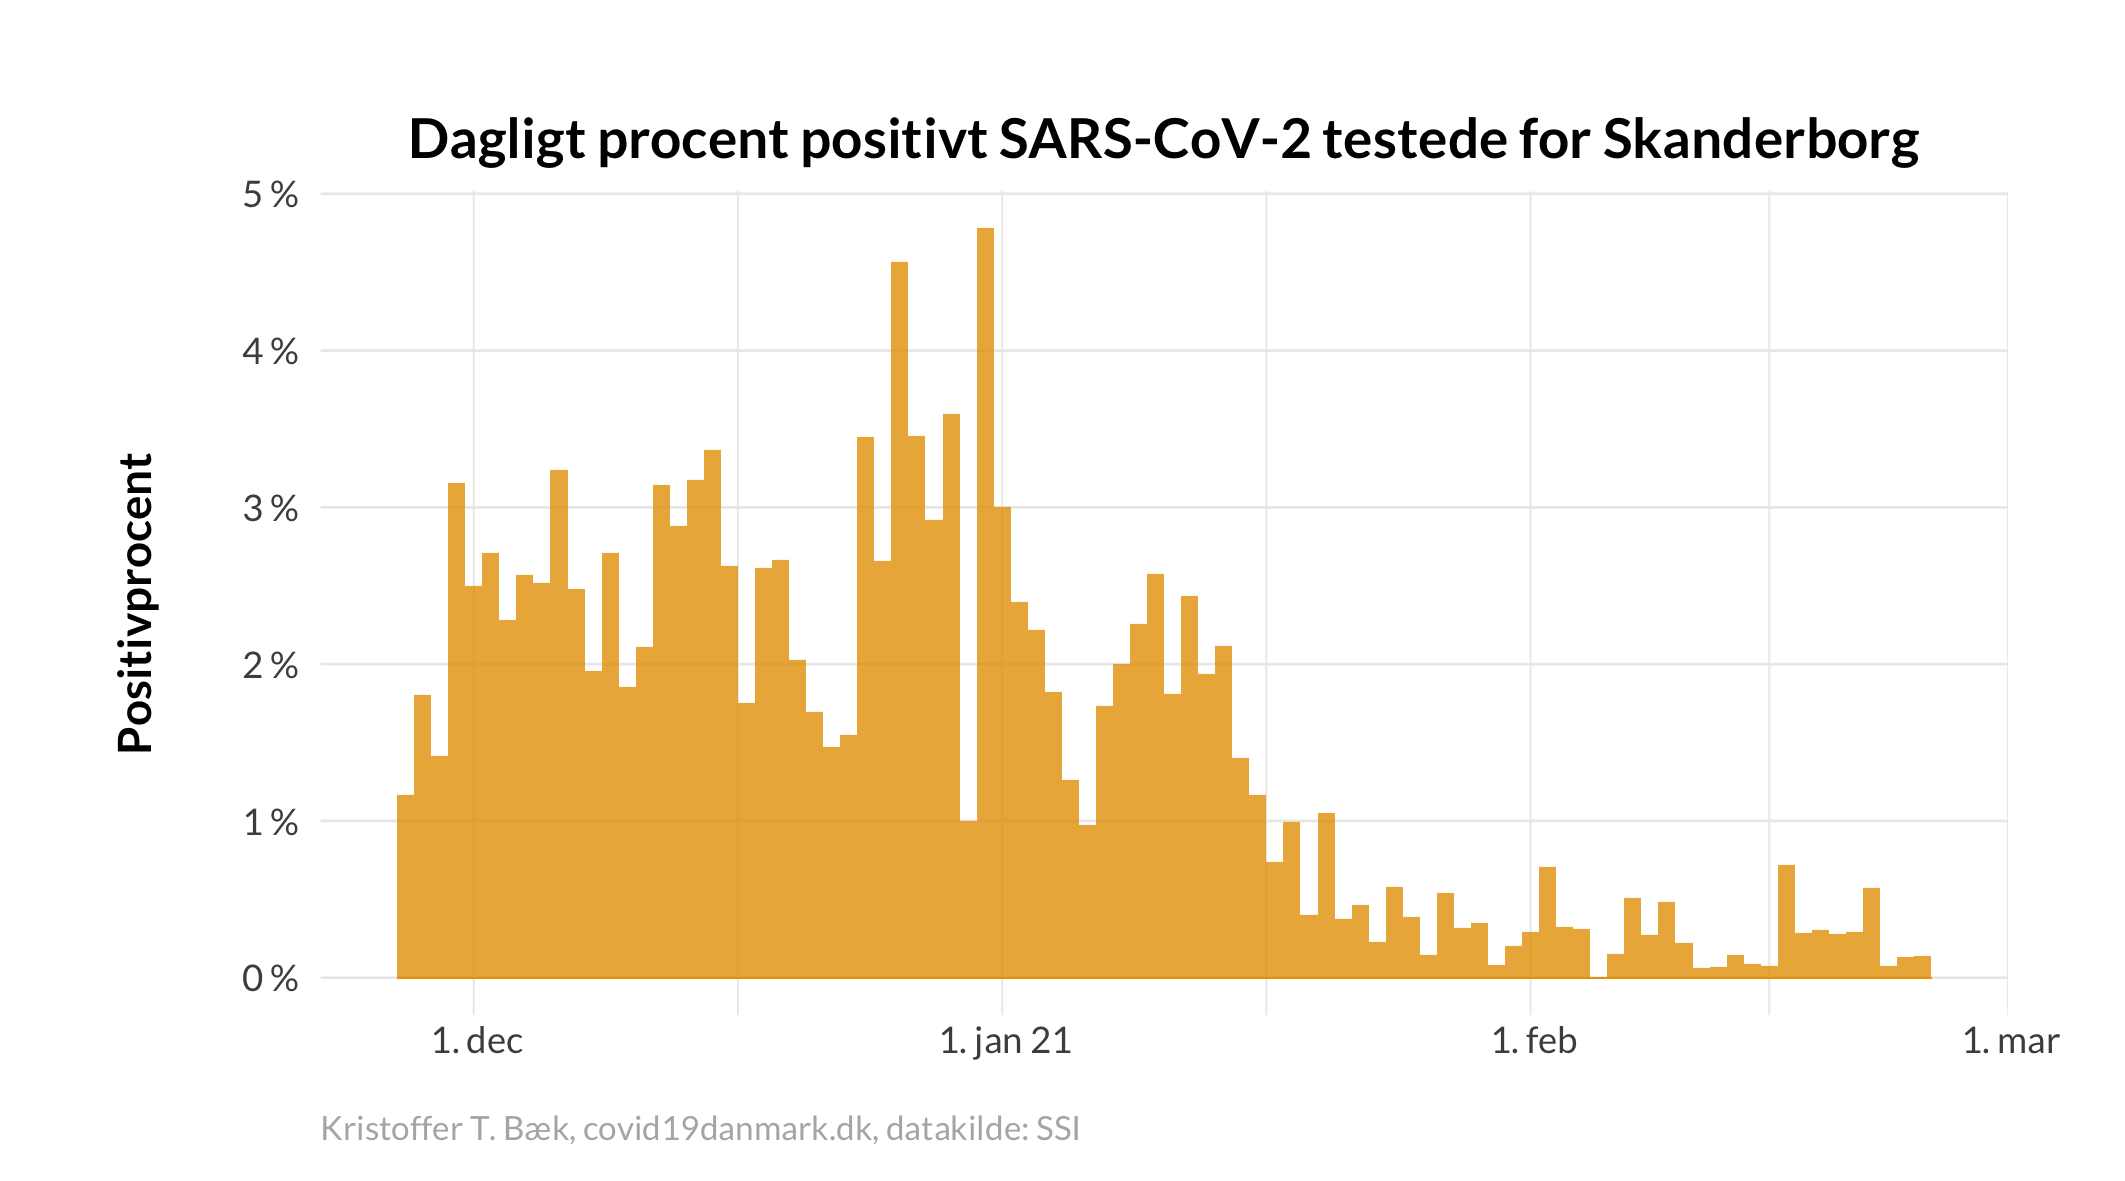 Dagligt procent positivt SARS-CoV-2 testede for Skanderborg
Positivprocent
5 %
4 %
3 %
2 %
1 %
0 %
1. dec
1. jan 21
1. feb
1. mar
Kristoffer T. Bæk, covid19danmark.dk, datakilde: SSI